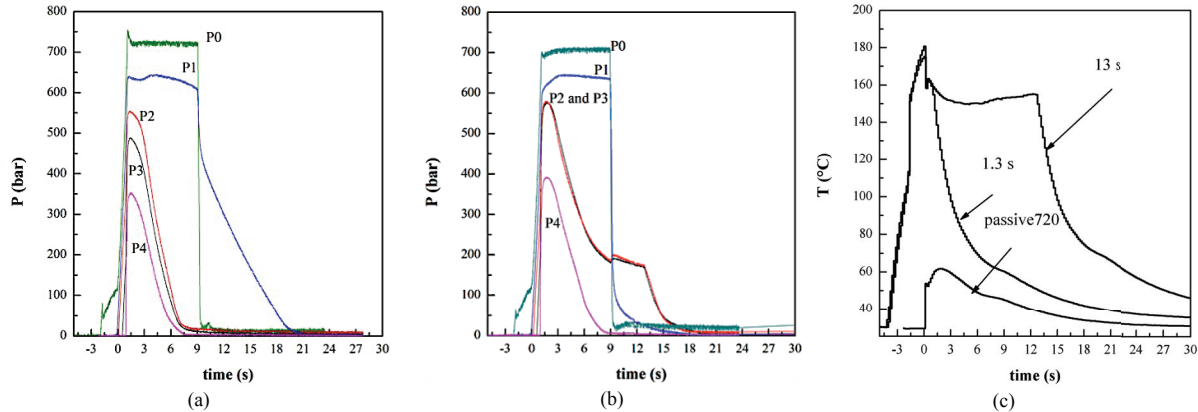 800
P0
700
P1
600
P2
500
P3
400
P4
300
200
100
0
P (bar)
-3 0 3 6 9 12 15 18 21 24 27 30
time (s)
(a)
800
P0
700
P1
600
P2 and P3
500
400
P4
300
200
100
0
P (bar)
-3 0 3 6 9 12 15 18 21 24 27 30
time (s)
(b)
200
180
13 s
160
140
1.3 s
120
100
passive720
80
60
40
T (°C)
-3 0 3 6 9 12 15 18 21 24 27 30
time (s)
(c)